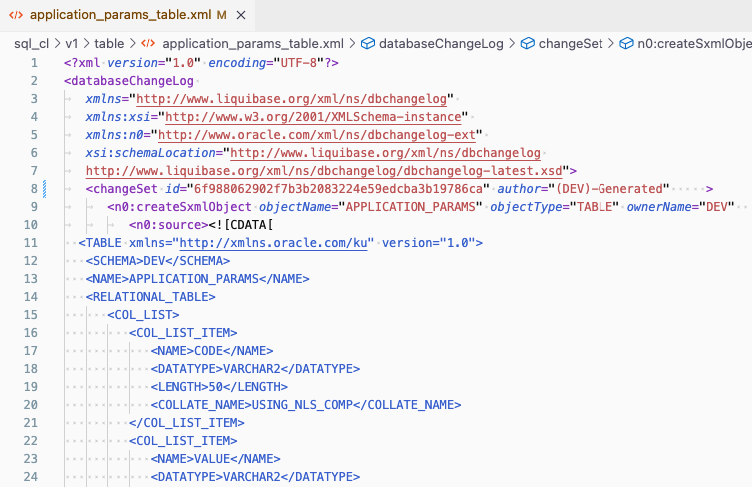 application_params_table.xml M
sql_cl > v1 > table > application_params_table.xml > databaseChangeLog > changeSet > n0:createSxmlObje
1 <?xml version="1.0" encoding="UTF-8"?>
2 <databaseChangeLog
3 xmlns="http://www.liquibase.org/xml/ns/dbchangelog"
4 xmlns:xsi="http://www.w3.org/2001/XMLSchema-instance"
5 xmlns:n0="http://www.oracle.com/xml/ns/dbchangelog-ext"
6 xsi:schemaLocation="http://www.liquibase.org/xml/ns/dbchangelog
7 http://www.liquibase.org/xml/ns/dbchangelog/dbchangelog-latest.xsd">
8 <changeSet id="6f988062902f7b3b2083224e59edcba3b19786ca" author="(DEV)-Generated" >
9 <n0:createSxmlObject objectName="APPLICATION_PARAMS" objectType="TABLE" ownerName="DEV"
10 <n0:source><![CDATA[
11 <TABLE xmlns="http://xmlns.oracle.com/ku" version="1.0">
12 <SCHEMA>DEV</SCHEMA>
13 <NAME>APPLICATION_PARAMS</NAME>
14 <RELATIONAL_TABLE>
15 <COL_LIST>
16 <COL_LIST_ITEM>
17 <NAME>CODE</NAME>
18 <DATATYPE>VARCHAR2</DATATYPE>
19 <LENGTH>50</LENGTH>
20 <COLLATE_NAME>USING_NLS_COMP</COLLATE_NAME>
21 </COL_LIST_ITEM>
22 <COL_LIST_ITEM>
23 <NAME>VALUE</NAME>
24 <DATATYPE>VARCHAR2</DATATYPE>